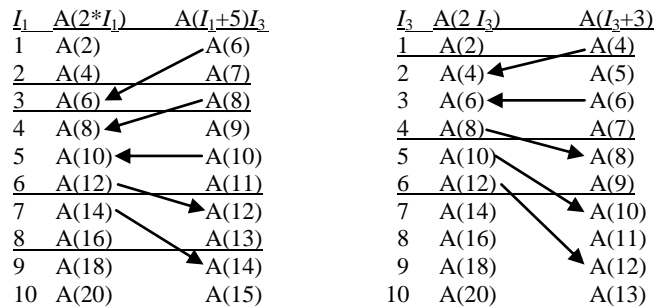 I1 A(2*I1) A(I1+5)I3 A(2 I3) A(I3+3)
1 A(2) A(6) 1 A(2) A(4)
2 A(4) A(7) 2 A(4) A(5)
3 A(6) A(8) 3 A(6) A(6)
4 A(8) A(9) 4 A(8) A(7)
5 A(10) A(10) 5 A(10) A(8)
6 A(12) A(11) 6 A(12) A(9)
7 A(14) A(12) 7 A(14) A(10)
8 A(16) A(13) 8 A(16) A(11)
9 A(18) A(14) 9 A(18) A(12)
10 A(20) A(15) 10 A(20) A(13)